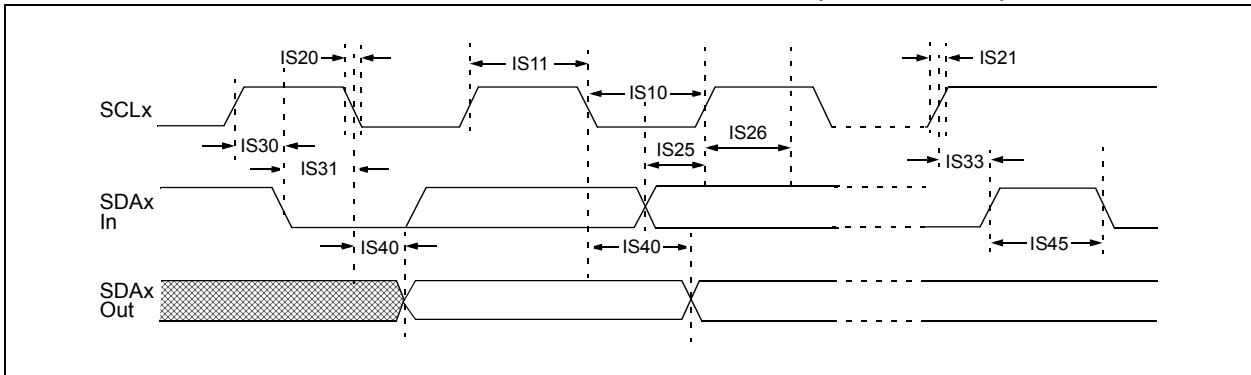 IS20
IS11
IS21
SCLx
IS10
IS30
IS26
IS31
IS25
IS33
SDAx
In
IS40
IS40
IS45
SDAx
Out